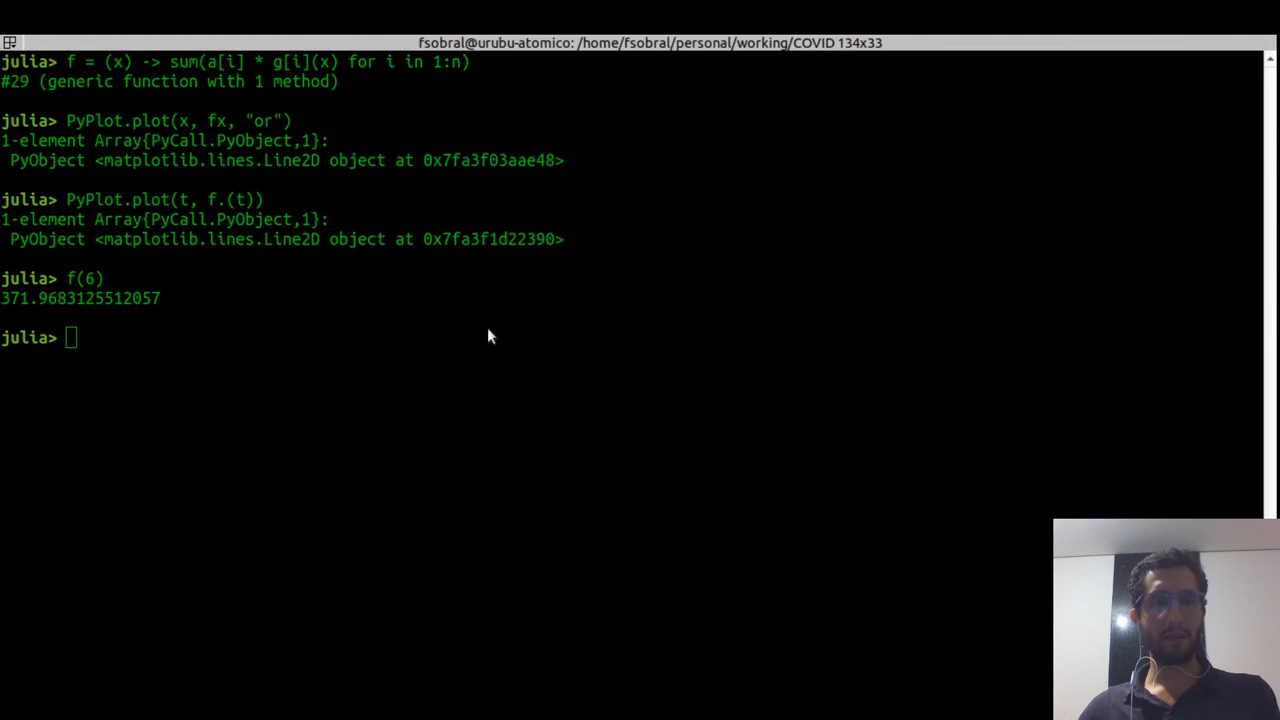 fsobral@urubu-atomico: /home/fsobral/personal/working/COVID 134x33
julia> f = (x) -> sum(a[i] * g[i](x) for i in 1:n)
#29 (generic function with 1 method)
julia> PyPlot.plot(x, fx, "or")
1-element Array{PyCall.PyObject,1}:
 PyObject <matplotlib.lines.Line2D object at 0x7fa3f03aae48>
julia> PyPlot.plot(t, f.(t))
1-element Array{PyCall.PyObject,1}:
 PyObject <matplotlib.lines.Line2D object at 0x7fa3f1d22390>
julia> f(6)
371.9683125512057
julia>